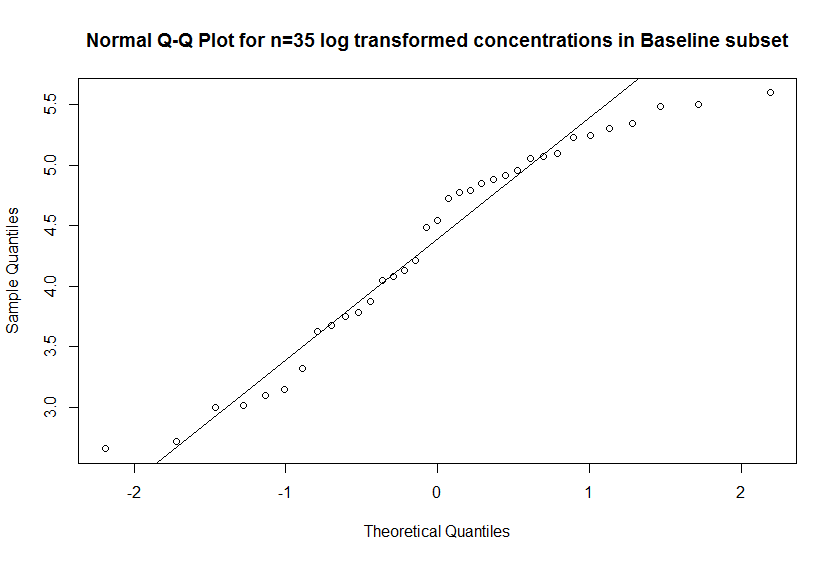 Normal Q-Q Plot for n=35 log transformed concentrations in Baseline subset
Sample Quantiles
5.5
5.0
4.5
4.0
3.5
3.0
-2 -1 0 1 2
Theoretical Quantiles